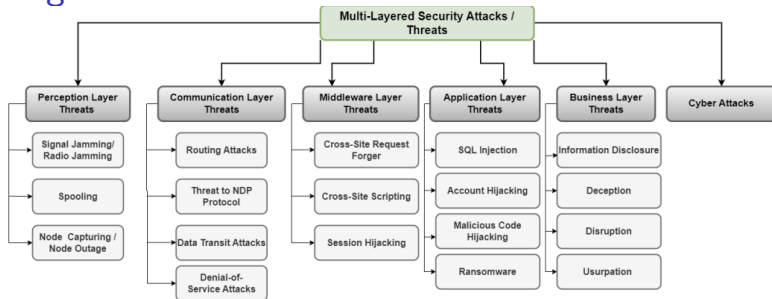 Multi-Layered Security Attacks /
Threats
Perception Layer
Threats
Communication Layer
Threats
Middleware Layer
Threats
Application Layer
Threats
Business Layer
Threats
Cyber Attacks
Signal Jamming/
Radio Jamming
Spooling
Node Capturing /
Node Outage
Routing Attacks
Threat to NDP
Protocol
Data Transit Attacks
Denial-of-
Service Attacks
Cross-Site Request
Forger
Cross-Site Scripting
Session Hijacking
SQL Injection
Account Hijacking
Malicious Code
Hijacking
Ransomware
Information Disclosure
Deception
Disruption
Usurpation